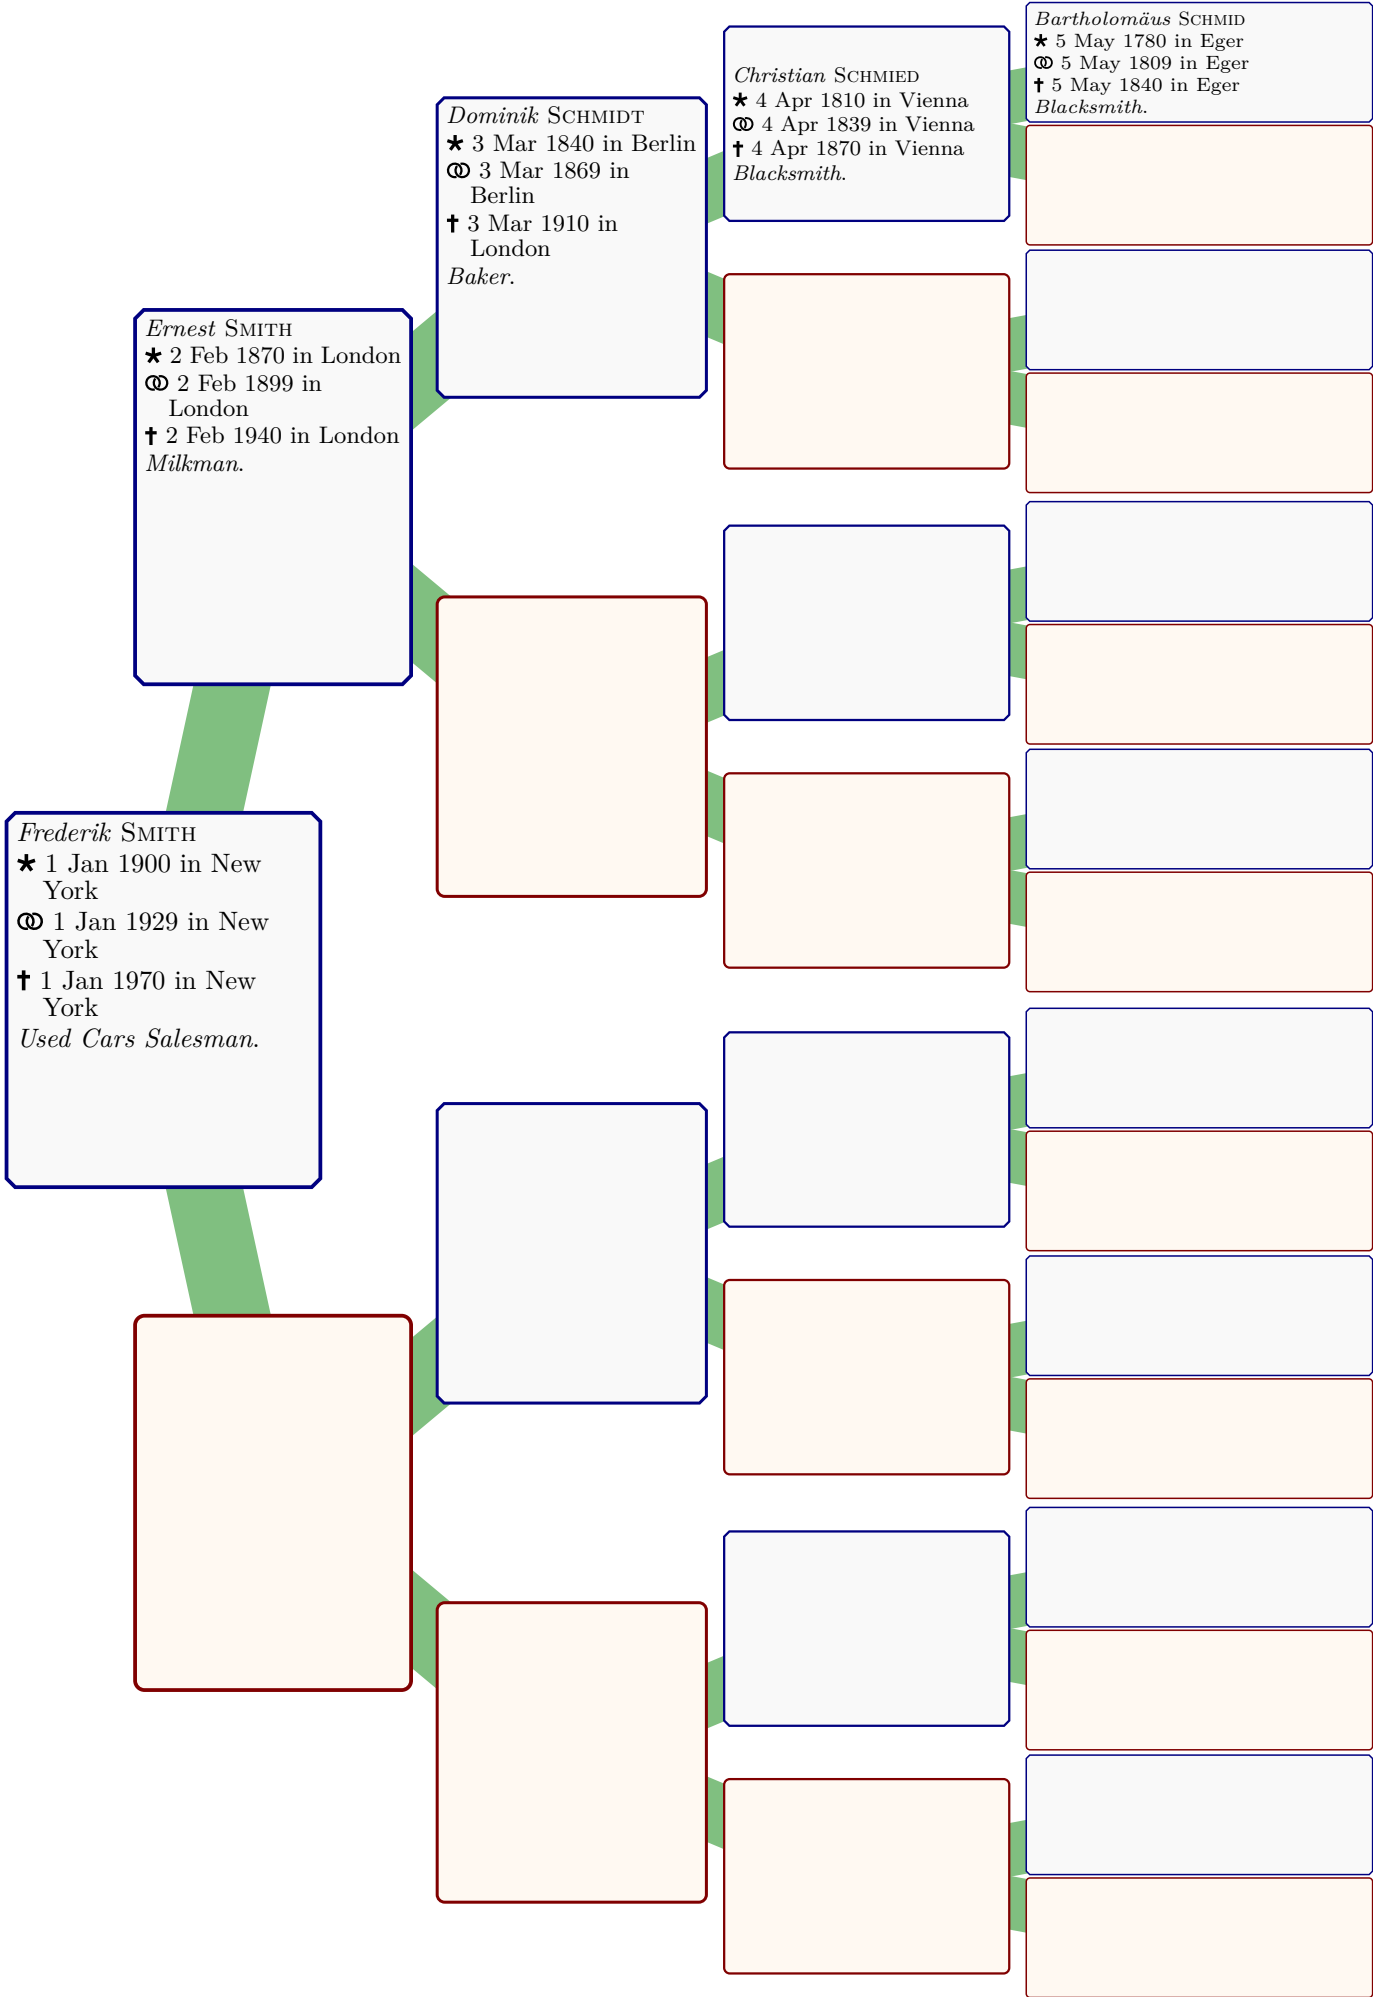 Bartholomäus SCHMID
* 5 May 1780 in Eger
⚭ 5 May 1809 in Eger
† 5 May 1840 in Eger
Blacksmith.
Christian SCHMIED
* 4 Apr 1810 in Vienna
⚭ 4 Apr 1839 in Vienna
† 4 Apr 1870 in Vienna
Blacksmith.
Dominik SCHMIDT
* 3 Mar 1840 in Berlin
⚭ 3 Mar 1869 in
Berlin
† 3 Mar 1910 in
London
Baker.
Ernest SMITH
* 2 Feb 1870 in London
⚭ 2 Feb 1899 in
London
† 2 Feb 1940 in London
Milkman.
Frederik SMITH
* 1 Jan 1900 in New
York
⚭ 1 Jan 1929 in New
York
† 1 Jan 1970 in New
York
Used Cars Salesman.